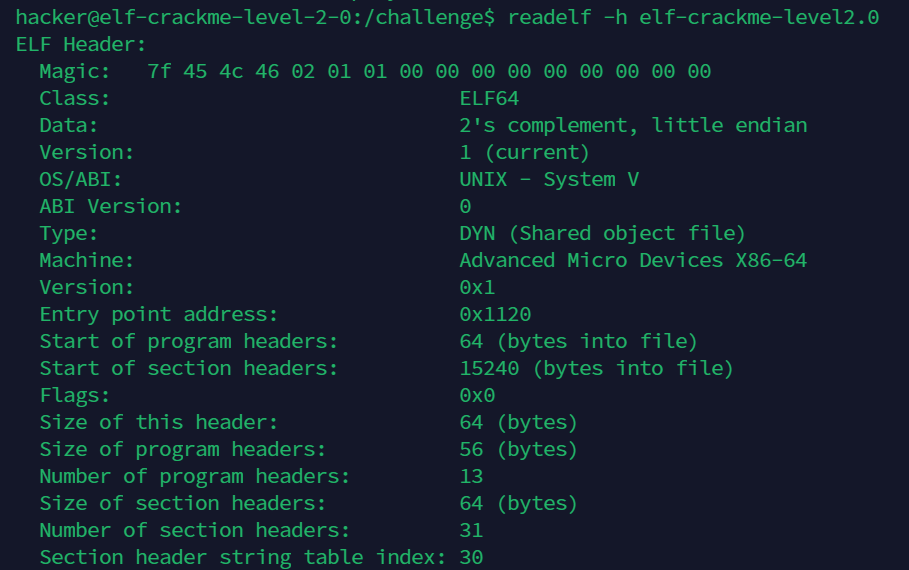 hacker@elf-crackme-level-2-0:/challenge$ readelf -h elf-crackme-level2.0
ELF Header:
  Magic:   7f 45 4c 46 02 01 01 00 00 00 00 00 00 00 00 00
  Class:                             ELF64
  Data:                              2's complement, little endian
  Version:                           1 (current)
  OS/ABI:                            UNIX - System V
  ABI Version:                       0
  Type:                              DYN (Shared object file)
  Machine:                           Advanced Micro Devices X86-64
  Version:                           0x1
  Entry point address:               0x1120
  Start of program headers:          64 (bytes into file)
  Start of section headers:          15240 (bytes into file)
  Flags:                             0x0
  Size of this header:               64 (bytes)
  Size of program headers:           56 (bytes)
  Number of program headers:         13
  Size of section headers:           64 (bytes)
  Number of section headers:         31
  Section header string table index: 30